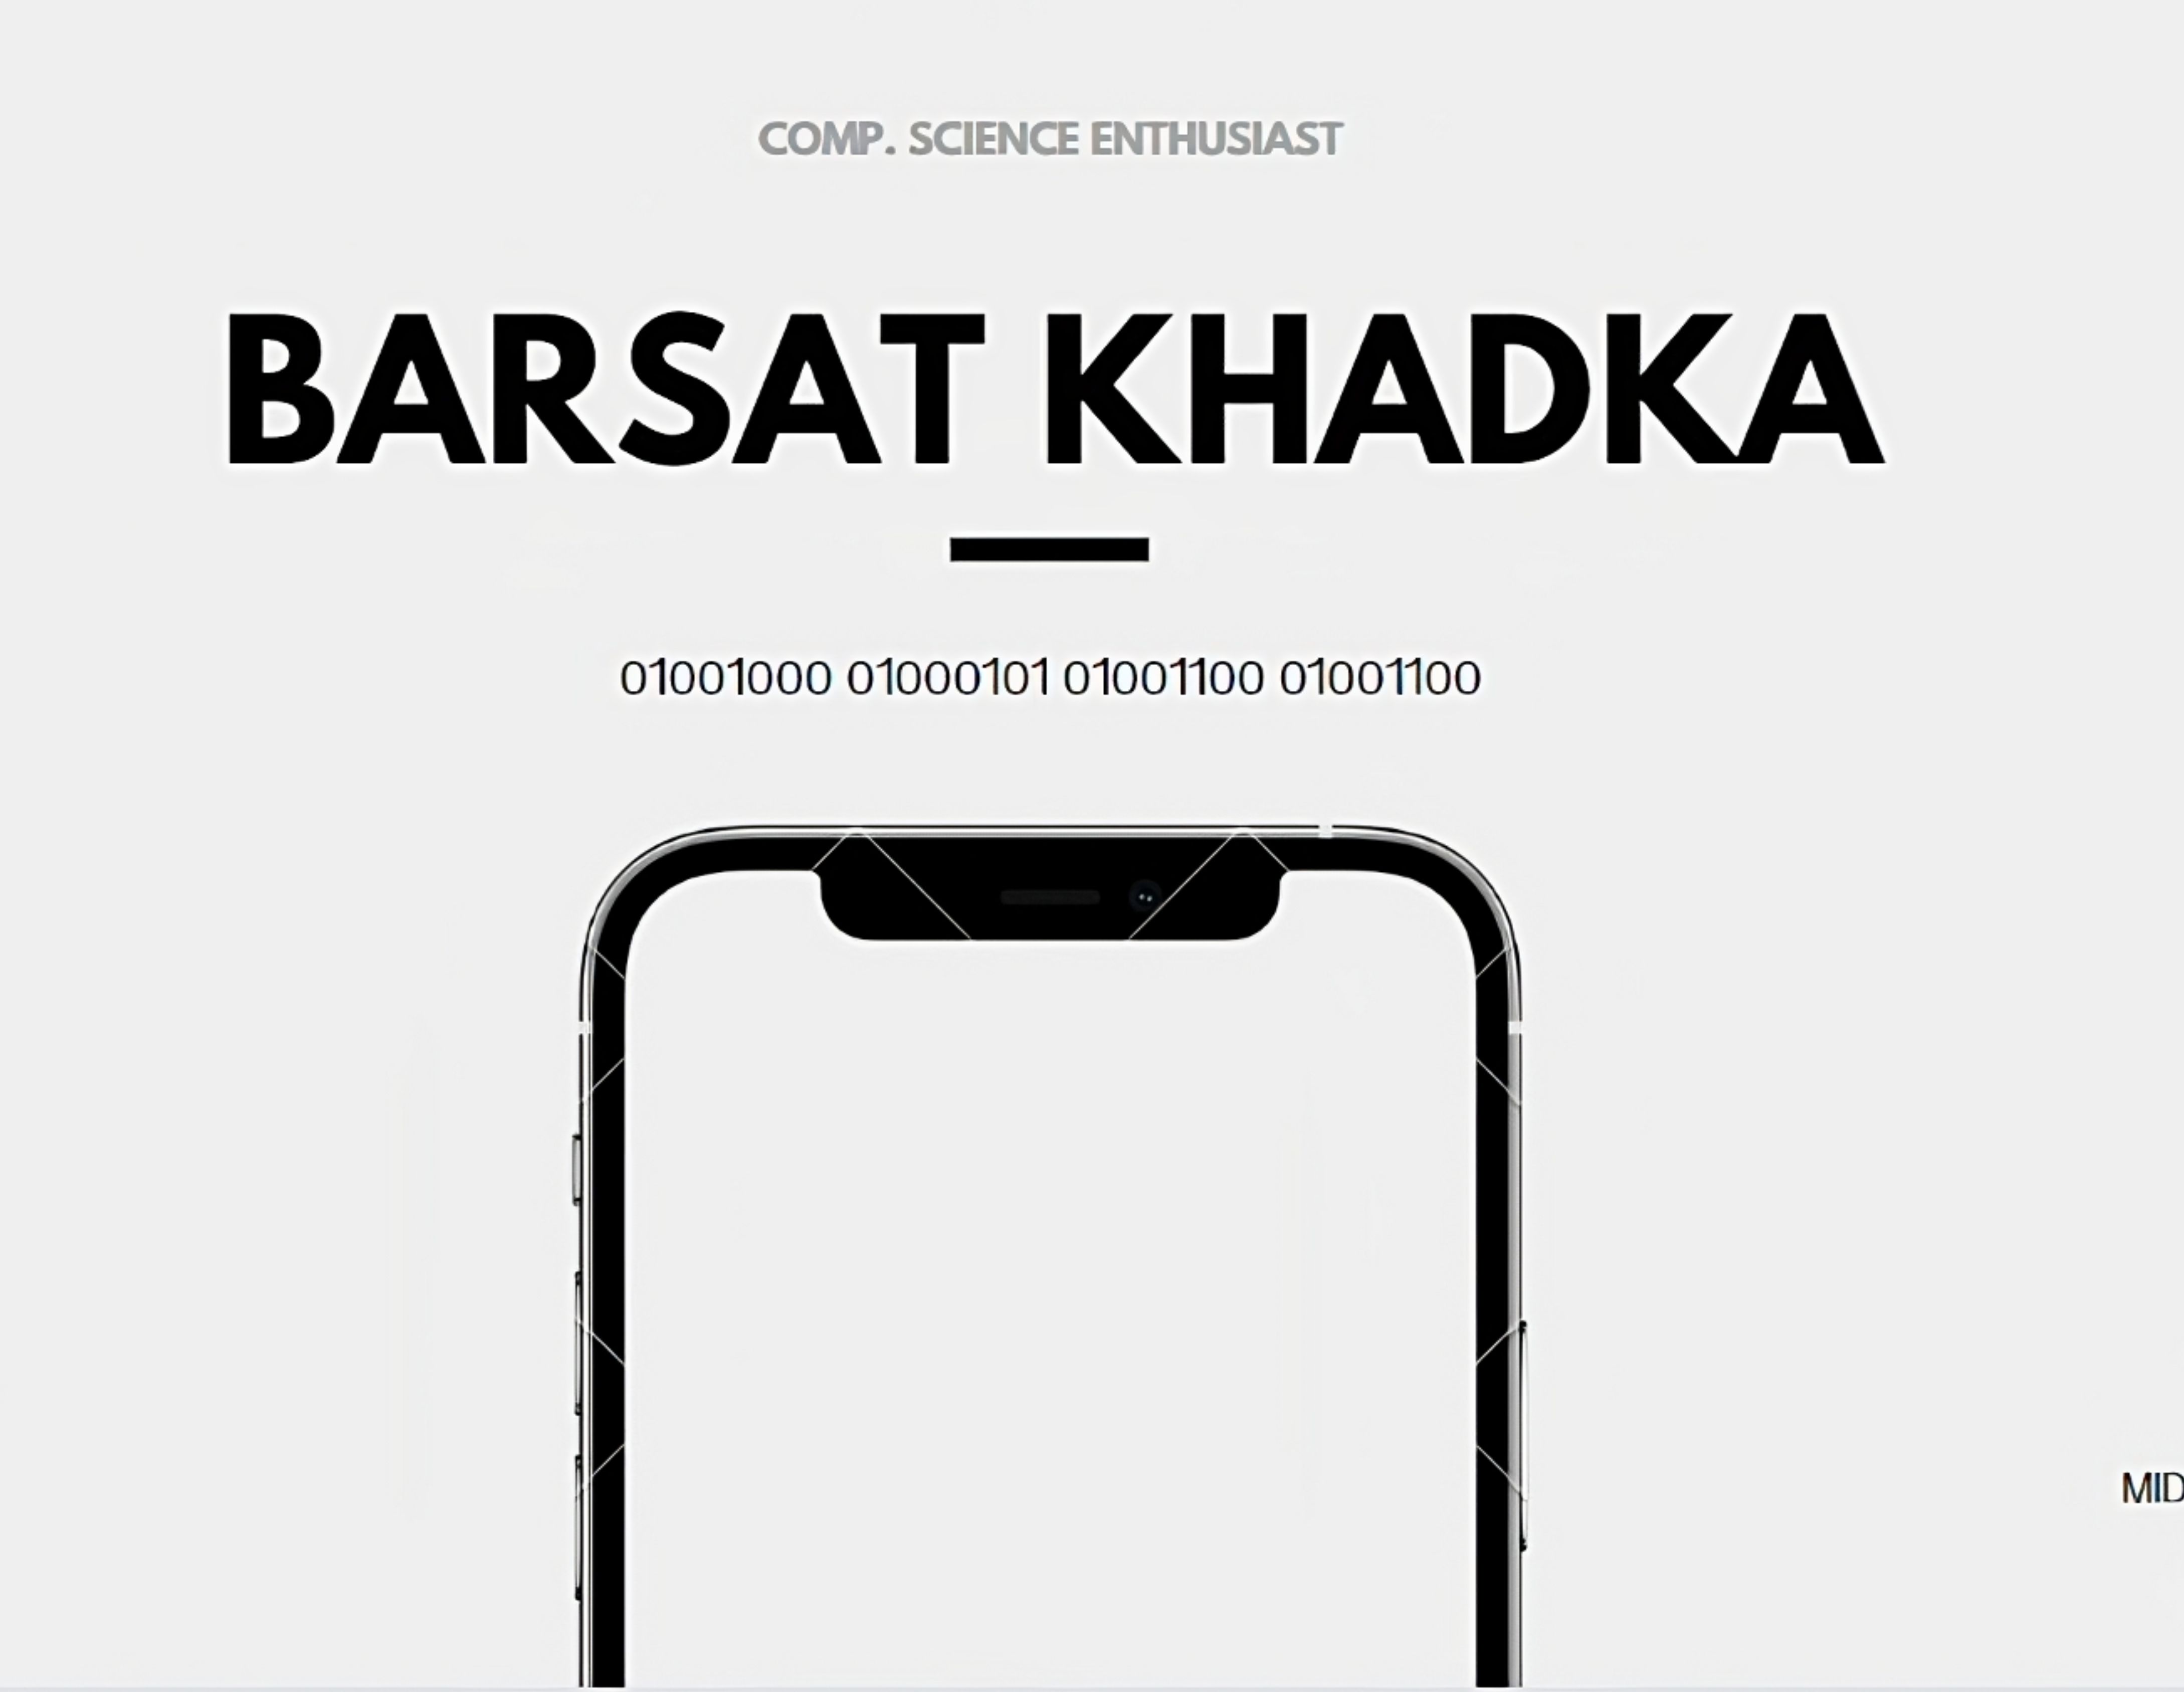 COMP. SCIENCE ENTHUSIAST
BARSAT KHADKA
01001000 01000101 01001100 01001100
MID